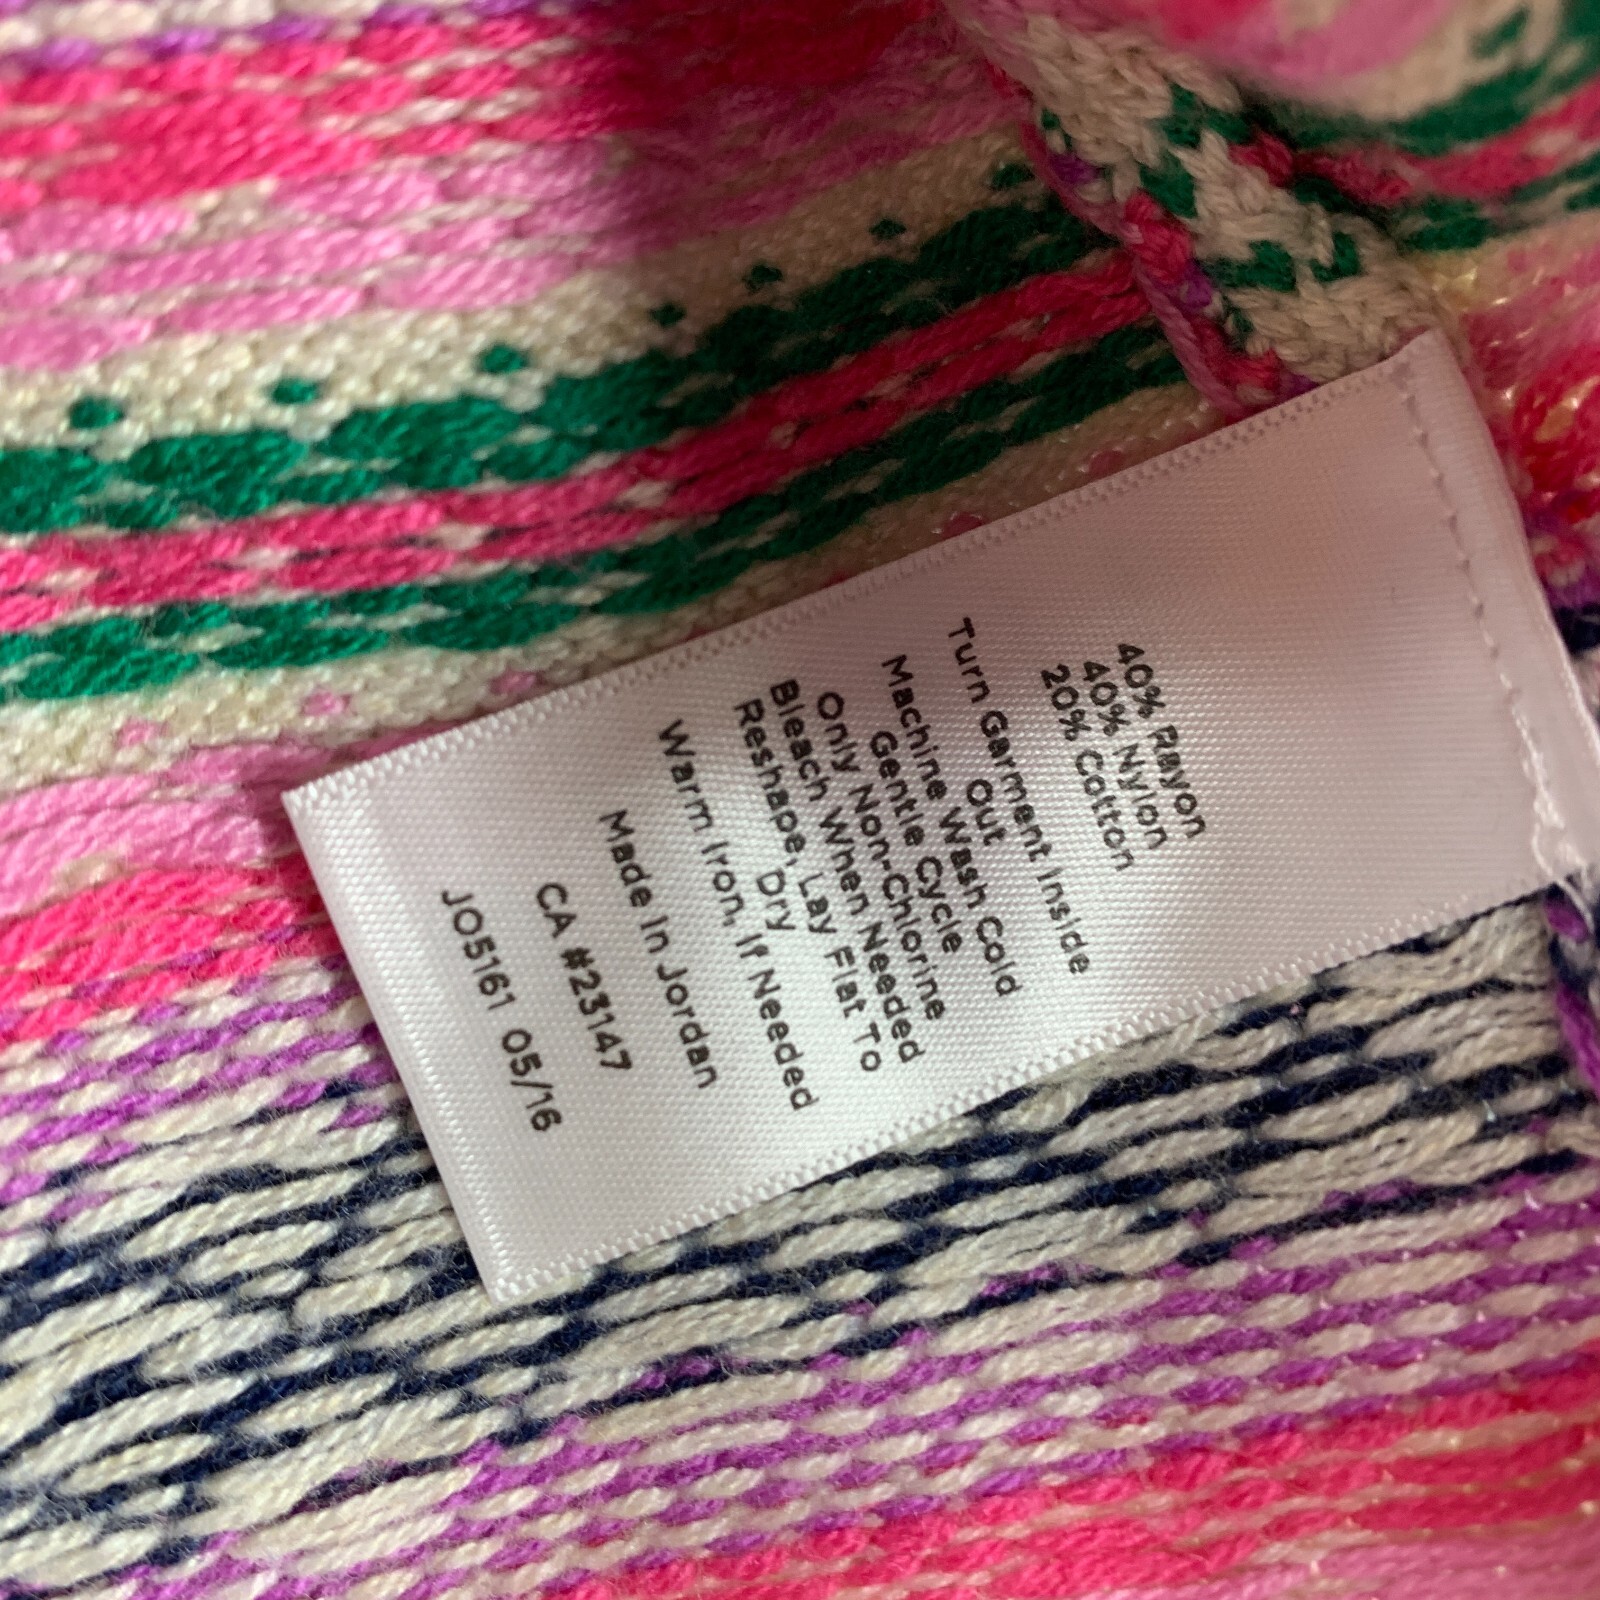 40% Rayon
40% Nylon
20% Cotton
Turn Garment Inside
Out
Machine Wash Cold
Gentle Cycle
Only Non-Chlorine
Bleach When Needed
Reshape, Lay Flat To
Dry
Warm Iron, If Needed
Made In Jordan
CA #23147
JO5161 05/16